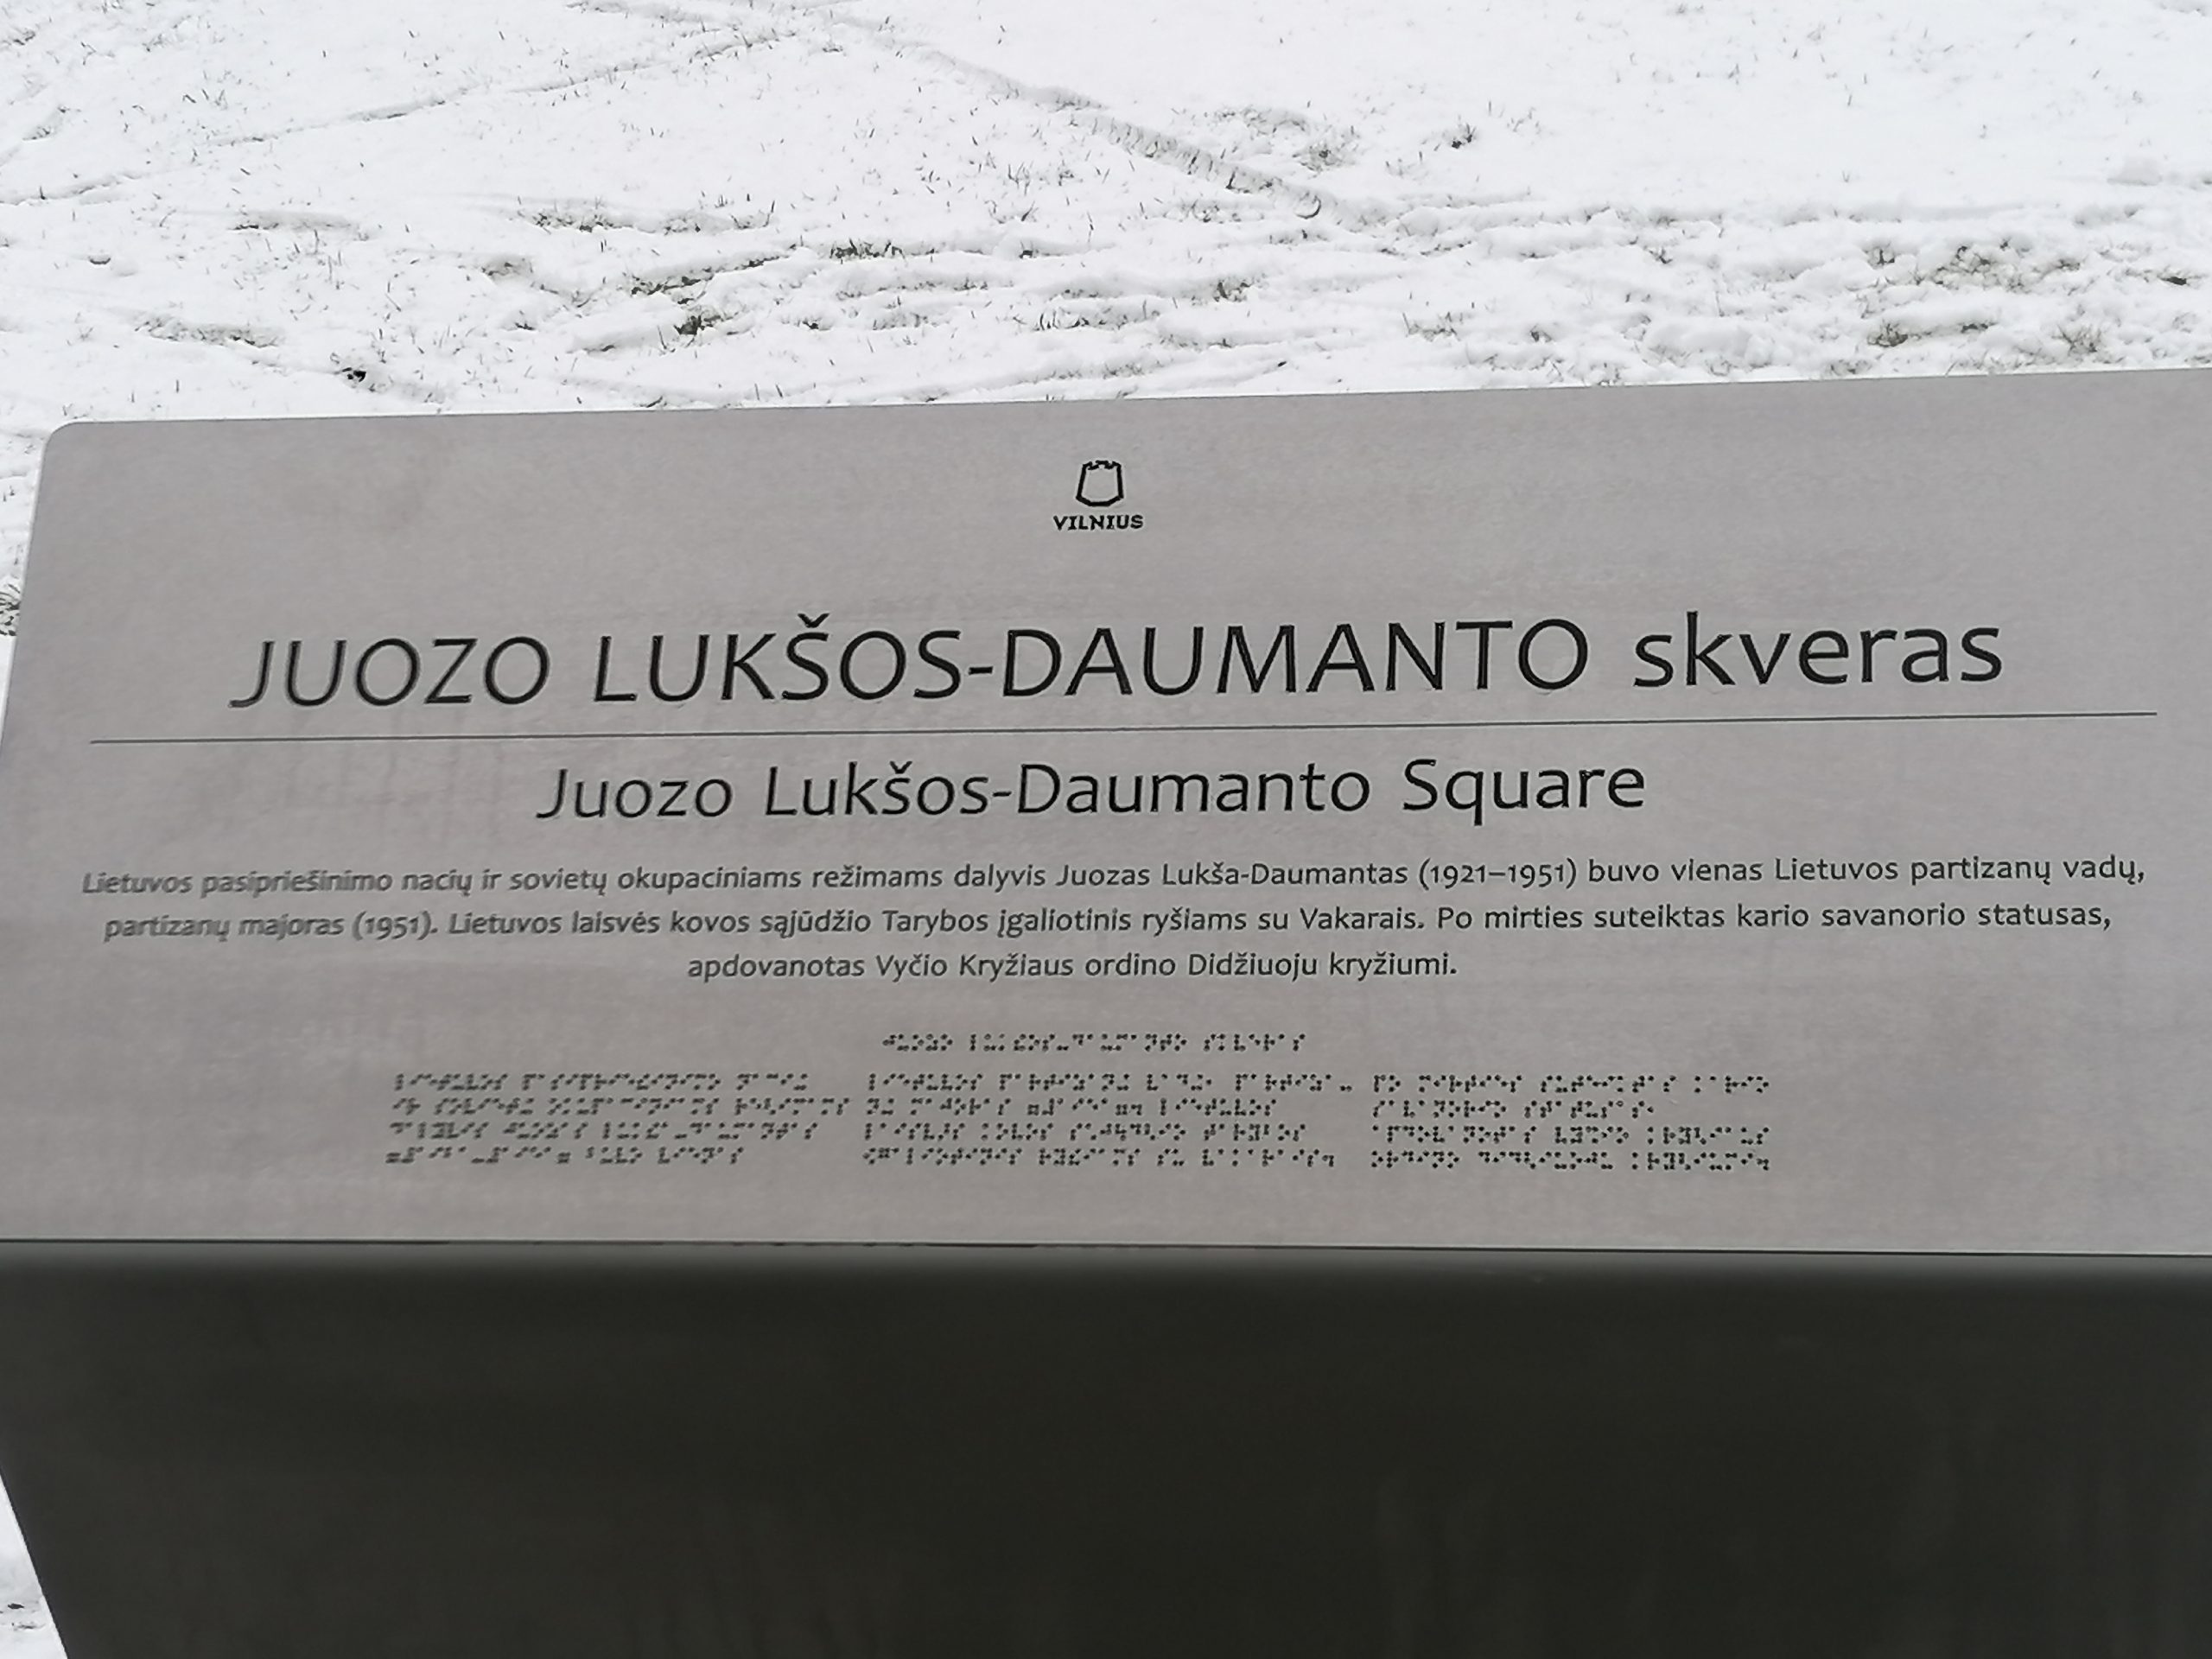 VILNIUS
JUOZO LUKŠOS-DAUMANTO skveras
Juozo Lukšos-Daumanto Square
Lietuvos pasipriešinimo nacių ir sovietų okupaciniams režimams dalyvis Juozas Lukša-Daumantas (1921–1951) buvo vienas Lietuvos partizanų vadų,
partizanų majoras (1951). Lietuvos laisvės kovos sąjūdžio Tarybos įgaliotinis ryšiams su Vakarais. Po mirties suteiktas kario savanorio statusas,
apdovanotas Vyčio Kryžiaus ordino Didžiuoju kryžiumi.